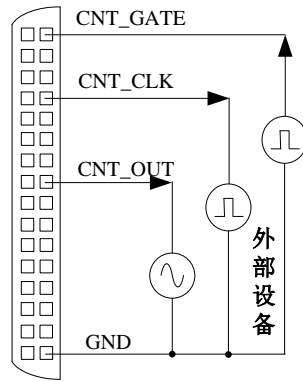 CNT_GATE
CNT_CLK
CNT_OUT
外部设备
GND